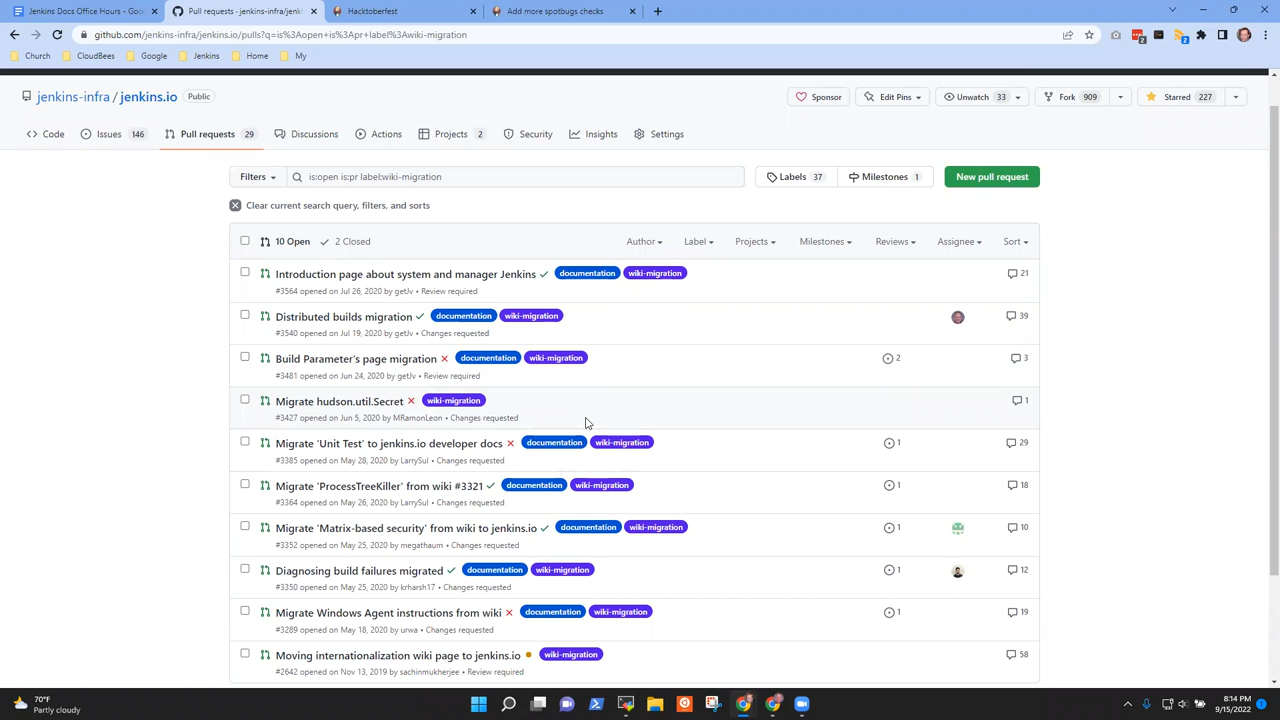 Jenkins Docs Office Hours - Goo
Pull requests · jenkins-infra/jenki
Hacktoberfest
Add more spotbugs checks
github.com/jenkins-infra/jenkins.io/pulls?q=is%3Aopen+is%3Apr+label%3Awiki-migration
2
2
Church
CloudBees
Google
Jenkins
Home
My
jenkins-infra / jenkins.io Public
Sponsor
Edit Pins
Unwatch 33
Fork 909
Starred 227
Code
Issues 146
Pull requests 29
Discussions
Actions
Projects 2
Security
Insights
Settings
Filters
is:open is:pr label:wiki-migration
Labels 37
Milestones 1
New pull request
Clear current search query, filters, and sorts
10 Open 2 Closed
Author Label Projects Milestones Reviews Assignee Sort
Introduction page about system and manager Jenkins documentation wiki-migration 21
#3564 opened on Jul 26, 2020 by getJv • Review required
Distributed builds migration documentation wiki-migration 39
#3540 opened on Jul 19, 2020 by getJv • Changes requested
Build Parameter's page migration documentation wiki-migration 2 3
#3481 opened on Jun 24, 2020 by getJv • Review required
Migrate hudson.util.Secret wiki-migration 1
#3427 opened on Jun 5, 2020 by MRamonLeon • Changes requested
Migrate 'Unit Test' to jenkins.io developer docs documentation wiki-migration 1 29
#3385 opened on May 28, 2020 by LarrySul • Changes requested
Migrate 'ProcessTreeKiller' from wiki #3321 documentation wiki-migration 1 18
#3364 opened on May 26, 2020 by LarrySul • Changes requested
Migrate 'Matrix-based security' from wiki to jenkins.io documentation wiki-migration 1 10
#3352 opened on May 25, 2020 by megathaum • Changes requested
Diagnosing build failures migrated documentation wiki-migration 1 12
#3350 opened on May 25, 2020 by krharsh17 • Changes requested
Migrate Windows Agent instructions from wiki documentation wiki-migration 1 19
#3289 opened on May 18, 2020 by urwa • Changes requested
Moving internationalization wiki page to jenkins.io wiki-migration 58
#2642 opened on Nov 13, 2019 by sachinmukherjee • Review required
70°F
Partly cloudy
8:14 PM
9/15/2022